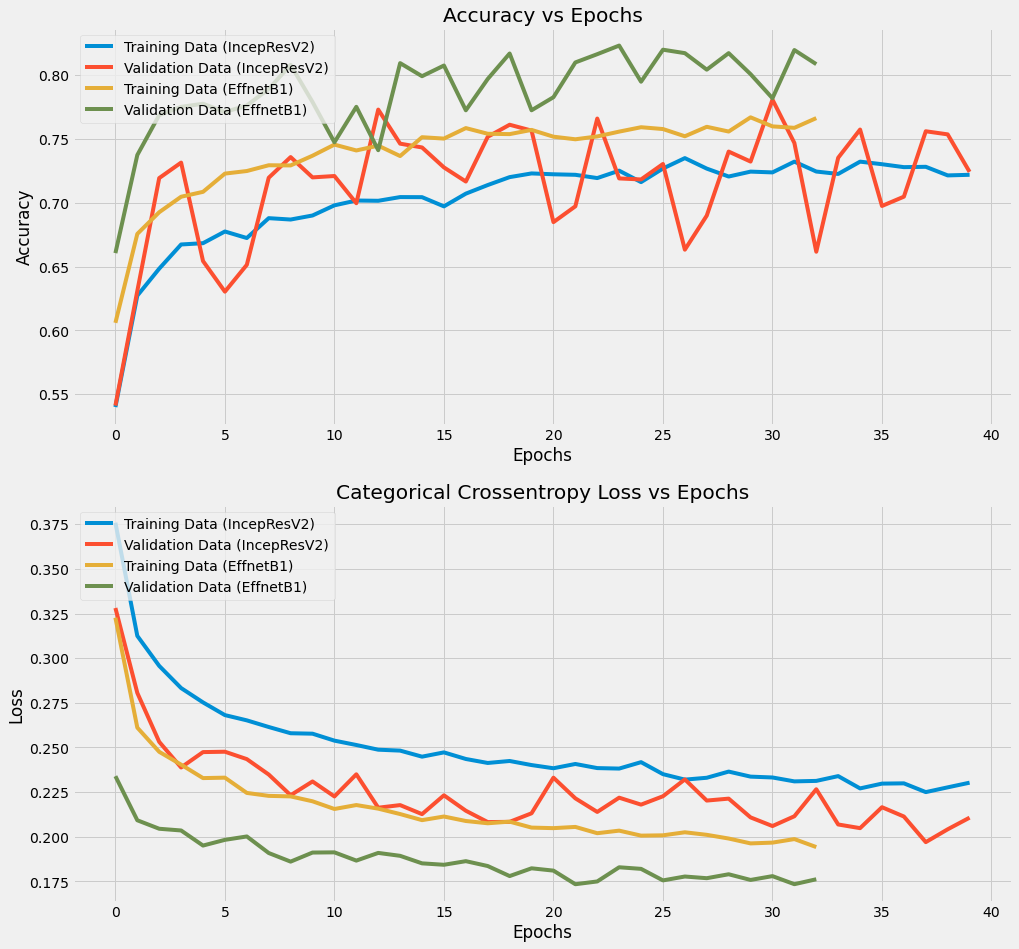 Accuracy vs Epochs
Training Data (IncepResV2)
Validation Data (IncepResV2)
Training Data (EffnetB1)
Validation Data (EffnetB1)
0.80
0.75
0.70
0.65
0.60
0.55
Accuracy
0 5 10 15 20 25 30 35 40
Epochs
Categorical Crossentropy Loss vs Epochs
Training Data (IncepResV2)
Validation Data (IncepResV2)
Training Data (EffnetB1)
Validation Data (EffnetB1)
0.375
0.350
0.325
0.300
0.275
0.250
0.225
0.200
0.175
Loss
0 5 10 15 20 25 30 35 40
Epochs